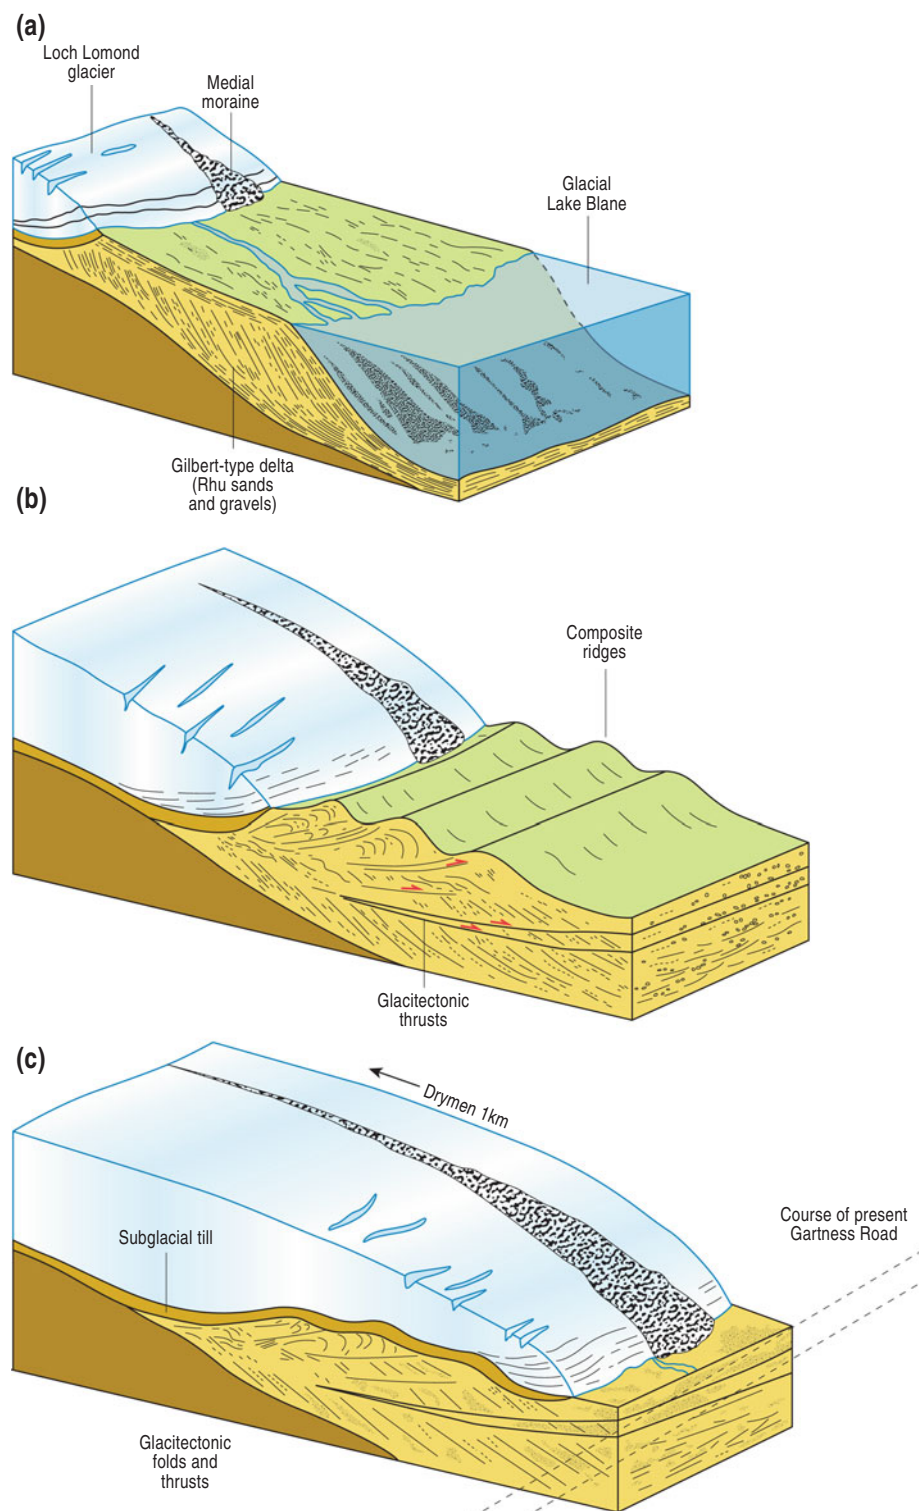 (a)
Loch Lomond
glacier
Medial
moraine
Glacial
Lake Blane
Gilbert-type delta
(Rhu sands
and gravels)
(b)
Composite
ridges
Glacitectonic
thrusts
(c)
Drymen 1km
Course of present
Gartness Road
Subglacial till
Glacitectonic
folds and
thrusts